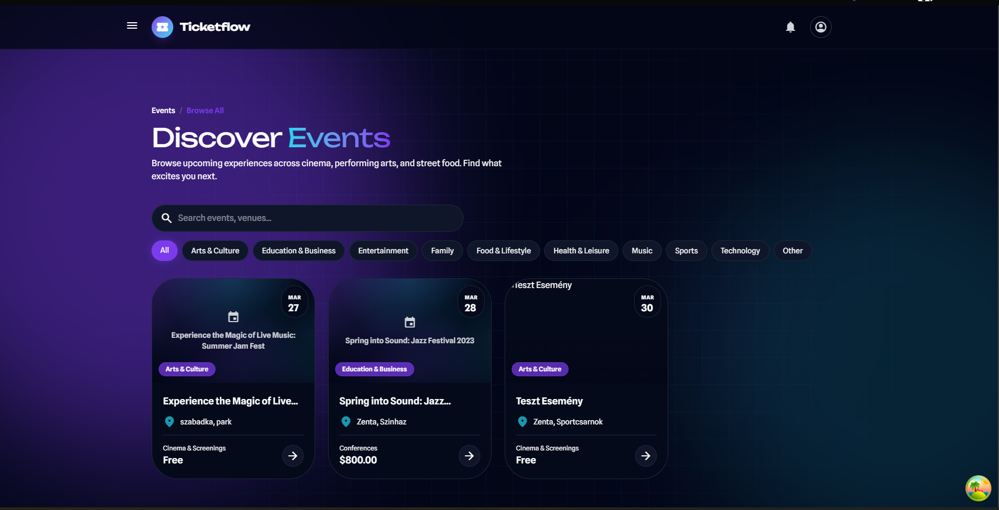 Ticketflow
Events / Browse All
Discover Events
Browse upcoming experiences across cinema, performing arts, and street food. Find what
excites you next.
Search events, venues...
All
Arts & Culture
Education & Business
Entertainment
Family
Food & Lifestyle
Health & Leisure
Music
Sports
Technology
Other
MAR
27
Experience the Magic of Live Music:
Summer Jam Fest
Arts & Culture
Experience the Magic of Live...
szabadka, park
Cinema & Screenings
Free
MAR
28
Spring into Sound: Jazz Festival 2023
Education & Business
Spring into Sound: Jazz...
Zenta, Szinhaz
Conferences
$800.00
Teszt Esemény
MAR
30
Arts & Culture
Teszt Esemény
Zenta, Sportcsarnok
Cinema & Screenings
Free